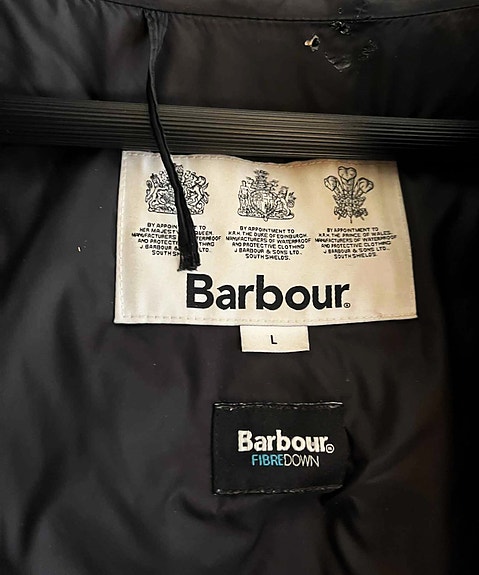 BY APPOINTMENT TO
HER MAJESTY QUEEN
MANUFACTURERS OF WATERPROOF
AND PROTECTIVE CLOTHING
J. BARBOUR & SONS LTD.,
SOUTH SHIELDS.
BY APPOINTMENT TO
H.R.H. THE DUKE OF EDINBURGH
MANUFACTURERS OF WATERPROOF
AND PROTECTIVE CLOTHING
J. BARBOUR & SONS LTD.,
SOUTH SHIELDS.
BY APPOINTMENT TO
H.R.H. THE PRINCE OF WALES
MANUFACTURERS OF WATERPROOF
AND PROTECTIVE CLOTHING
J. BARBOUR & SONS LTD.,
SOUTH SHIELDS.
Barbour®
L
Barbour®
FIBREDOWN